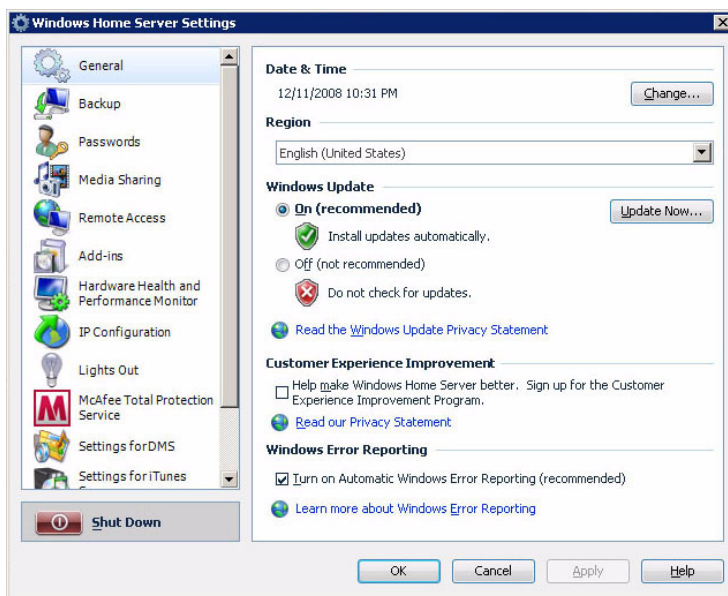 Windows Home Server Settings
General
Backup
Passwords
Media Sharing
Remote Access
Add-ins
Hardware Health and
Performance Monitor
IP Configuration
Lights Out
McAfee Total Protection
Service
Settings for DMS
Settings for iTunes
Shut Down
Date & Time
12/11/2008 10:31 PM
Change...
Region
English (United States)
Windows Update
On (recommended)
Update Now...
Install updates automatically.
Off (not recommended)
Do not check for updates.
Read the Windows Update Privacy Statement
Customer Experience Improvement
Help make Windows Home Server better. Sign up for the Customer
Experience Improvement Program.
Read our Privacy Statement
Windows Error Reporting
Turn on Automatic Windows Error Reporting (recommended)
Learn more about Windows Error Reporting
OK
Cancel
Apply
Help